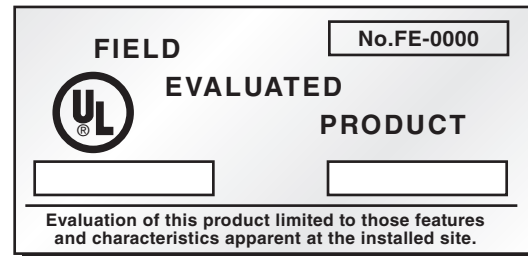 FIELD
No.FE-0000
EVALUATED
UL
®
PRODUCT
Evaluation of this product limited to those features
and characteristics apparent at the installed site.